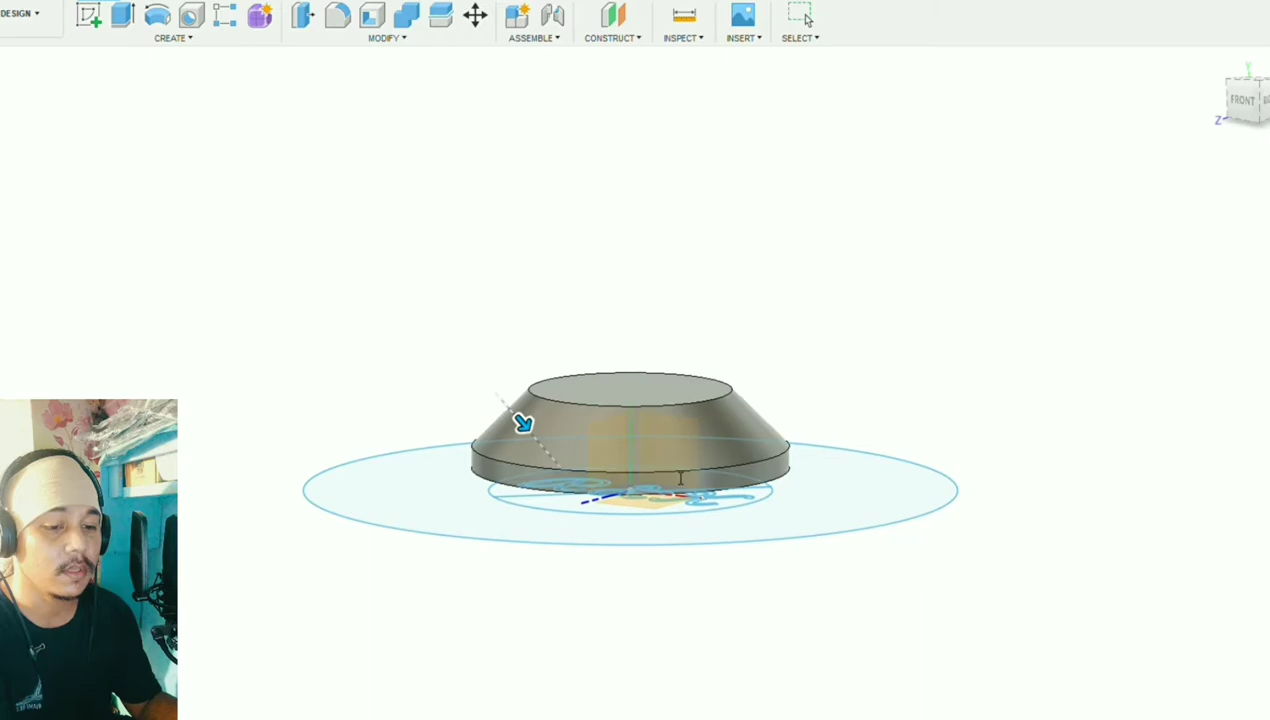 DESIGN
CREATE
MODIFY
ASSEMBLE
CONSTRUCT
INSPECT
INSERT
SELECT
Y
FRONT
Z